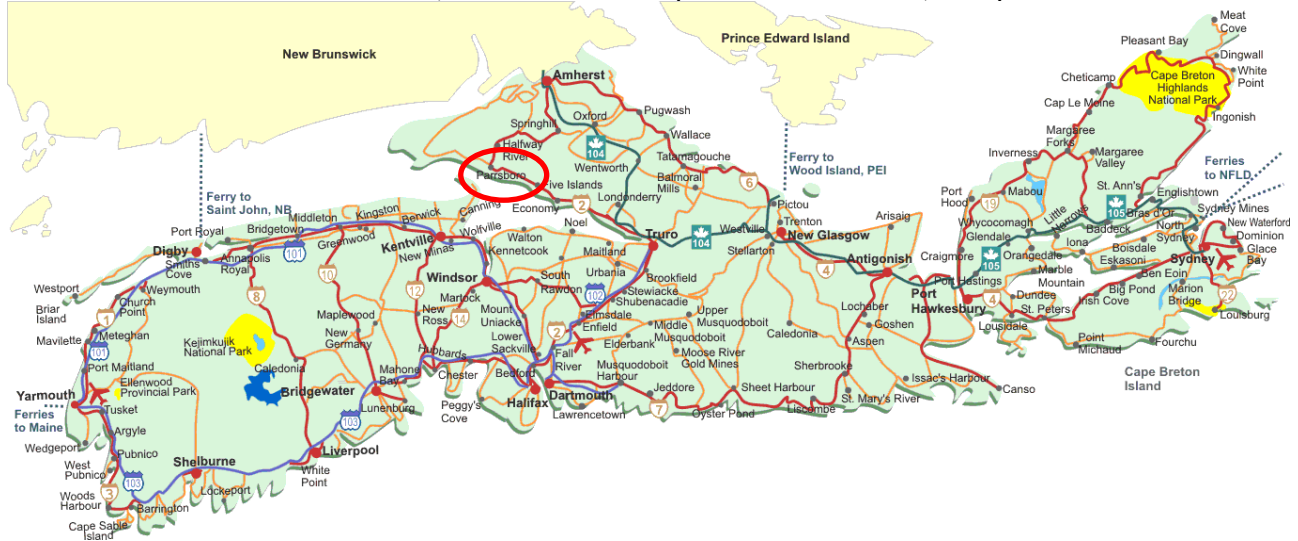 New Brunswick
Prince Edward Island
Meat
Cove
Pleasant Bay
Dingwall
White
Point
Cape Breton
Highlands
National Park
Cheticamp
Cap Le Moine
Ingonish
Margaree
Forks
Margaree
Valley
Inverness
Ferries
to NFLD
Amherst
Pugwash
Springhill
Oxford
Wallace
104
Halfway
River
Wentworth
Tatamagouche
Parrsboro
Balmoral
Mills
Ferry to
Wood Island, PEI
6
Five Islands
2
Londonderry
Economy
Pictou
Trenton
New Glasgow
Westville
Stellarton
Arisaig
Port
Hood
19
Mabou
St. Ann's
Englishtown
105
Bras d'Or
Sydney Mines
Little
Narrows
Whycocomagh
Glendale
Baddeck
North
Sydney
New Waterford
Dominion
Glace
Bay
Sydney
Iona
Boisdale
Eskasoni
Craigmore
Orangedale
105
Marble
Mountain
Ben Eoin
Big Pond
Marion
Bridge
22
Port Hastings
4
Dundee
Irish Cove
St. Peters
Louisburg
Port
Hawkesbury
Lousidale
Point
Michaud
Fourchu
Cape Breton
Island
Ferry to
Saint John, NB
Port Royal
Bridgetown
Middleton
Kingston
Berwick
Canning
Noel
Digby
Smiths
Cove
Annapolis
Royal
101
Greenwood
Kentville
New Minas
Wolfville
Walton
Kennetcook
Maitland
Truro
104
4
Antigonish
Westport
Briar
Island
Weymouth
Church
Point
8
10
Windsor
12
Martock
New
Ross
14
South
Rawdon
Urbania
Brookfield
Stewiacke
102
Shubenacadie
Elmsdale
Enfield
2
Mount
Uniacke
Lower
Sackville
Fall
River
Elderbank
Middle
Musquodoboit
Upper
Musquodoboit
Moose River
Gold Mines
Caledonia
Lochaber
Goshen
Aspen
Sherbrooke
Issac's Harbour
Canso
1
Meteghan
Mavilette
101
Port Maitland
Kejimkujik
National Park
Caledonia
Maplewood
New
Germany
Hubbards
Chester
Bedford
Musquodoboit
Harbour
Jeddore
Sheet Harbour
St. Mary's River
Liscombe
Oyster Pond
7
Yarmouth
Ellenwood
Provincial Park
Bridgewater
Mahone
Bay
Lunenburg
Peggy's
Cove
Halifax
Dartmouth
Lawrencetown
Ferries
to Maine
Tusket
Argyle
Wedgeport
Pubnico
West
Pubnico
103
103
Liverpool
White
Point
Shelburne
Lockeport
3
Woods
Harbour
Barrington
Cape Sable
Island